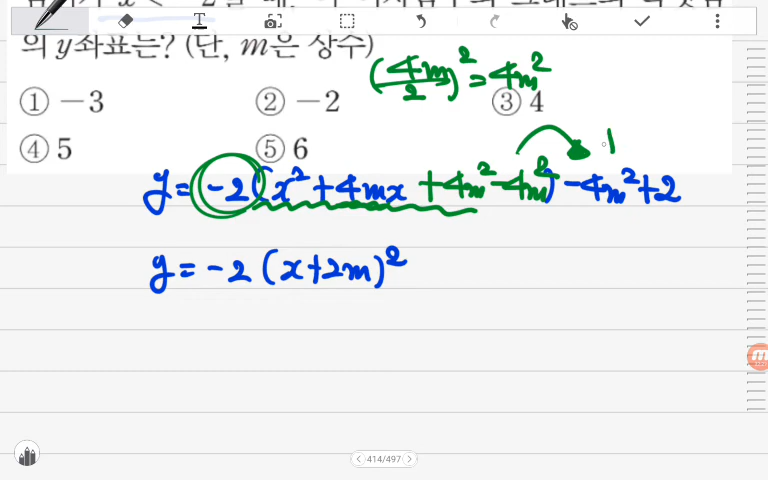 의 y좌표는? (단, m은 상수)
(4m/2)² = 4m²
① −3 ② −2 ③ 4
④ 5 ⑤ 6
y = −2(x² + 4mx + 4m² − 4m²) − 4m² + 2
y = −2(x + 2m)²
414/497